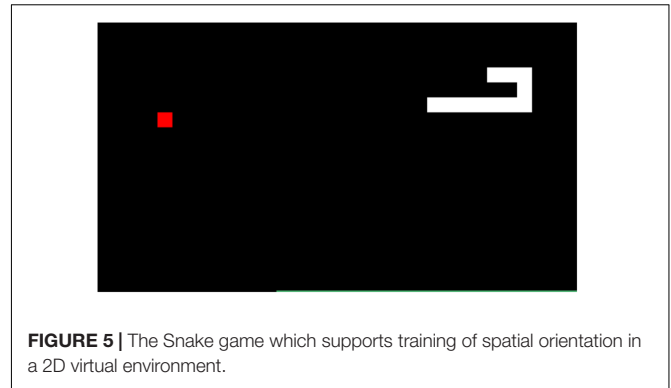 FIGURE 5 | The Snake game which supports training of spatial orientation in
a 2D virtual environment.